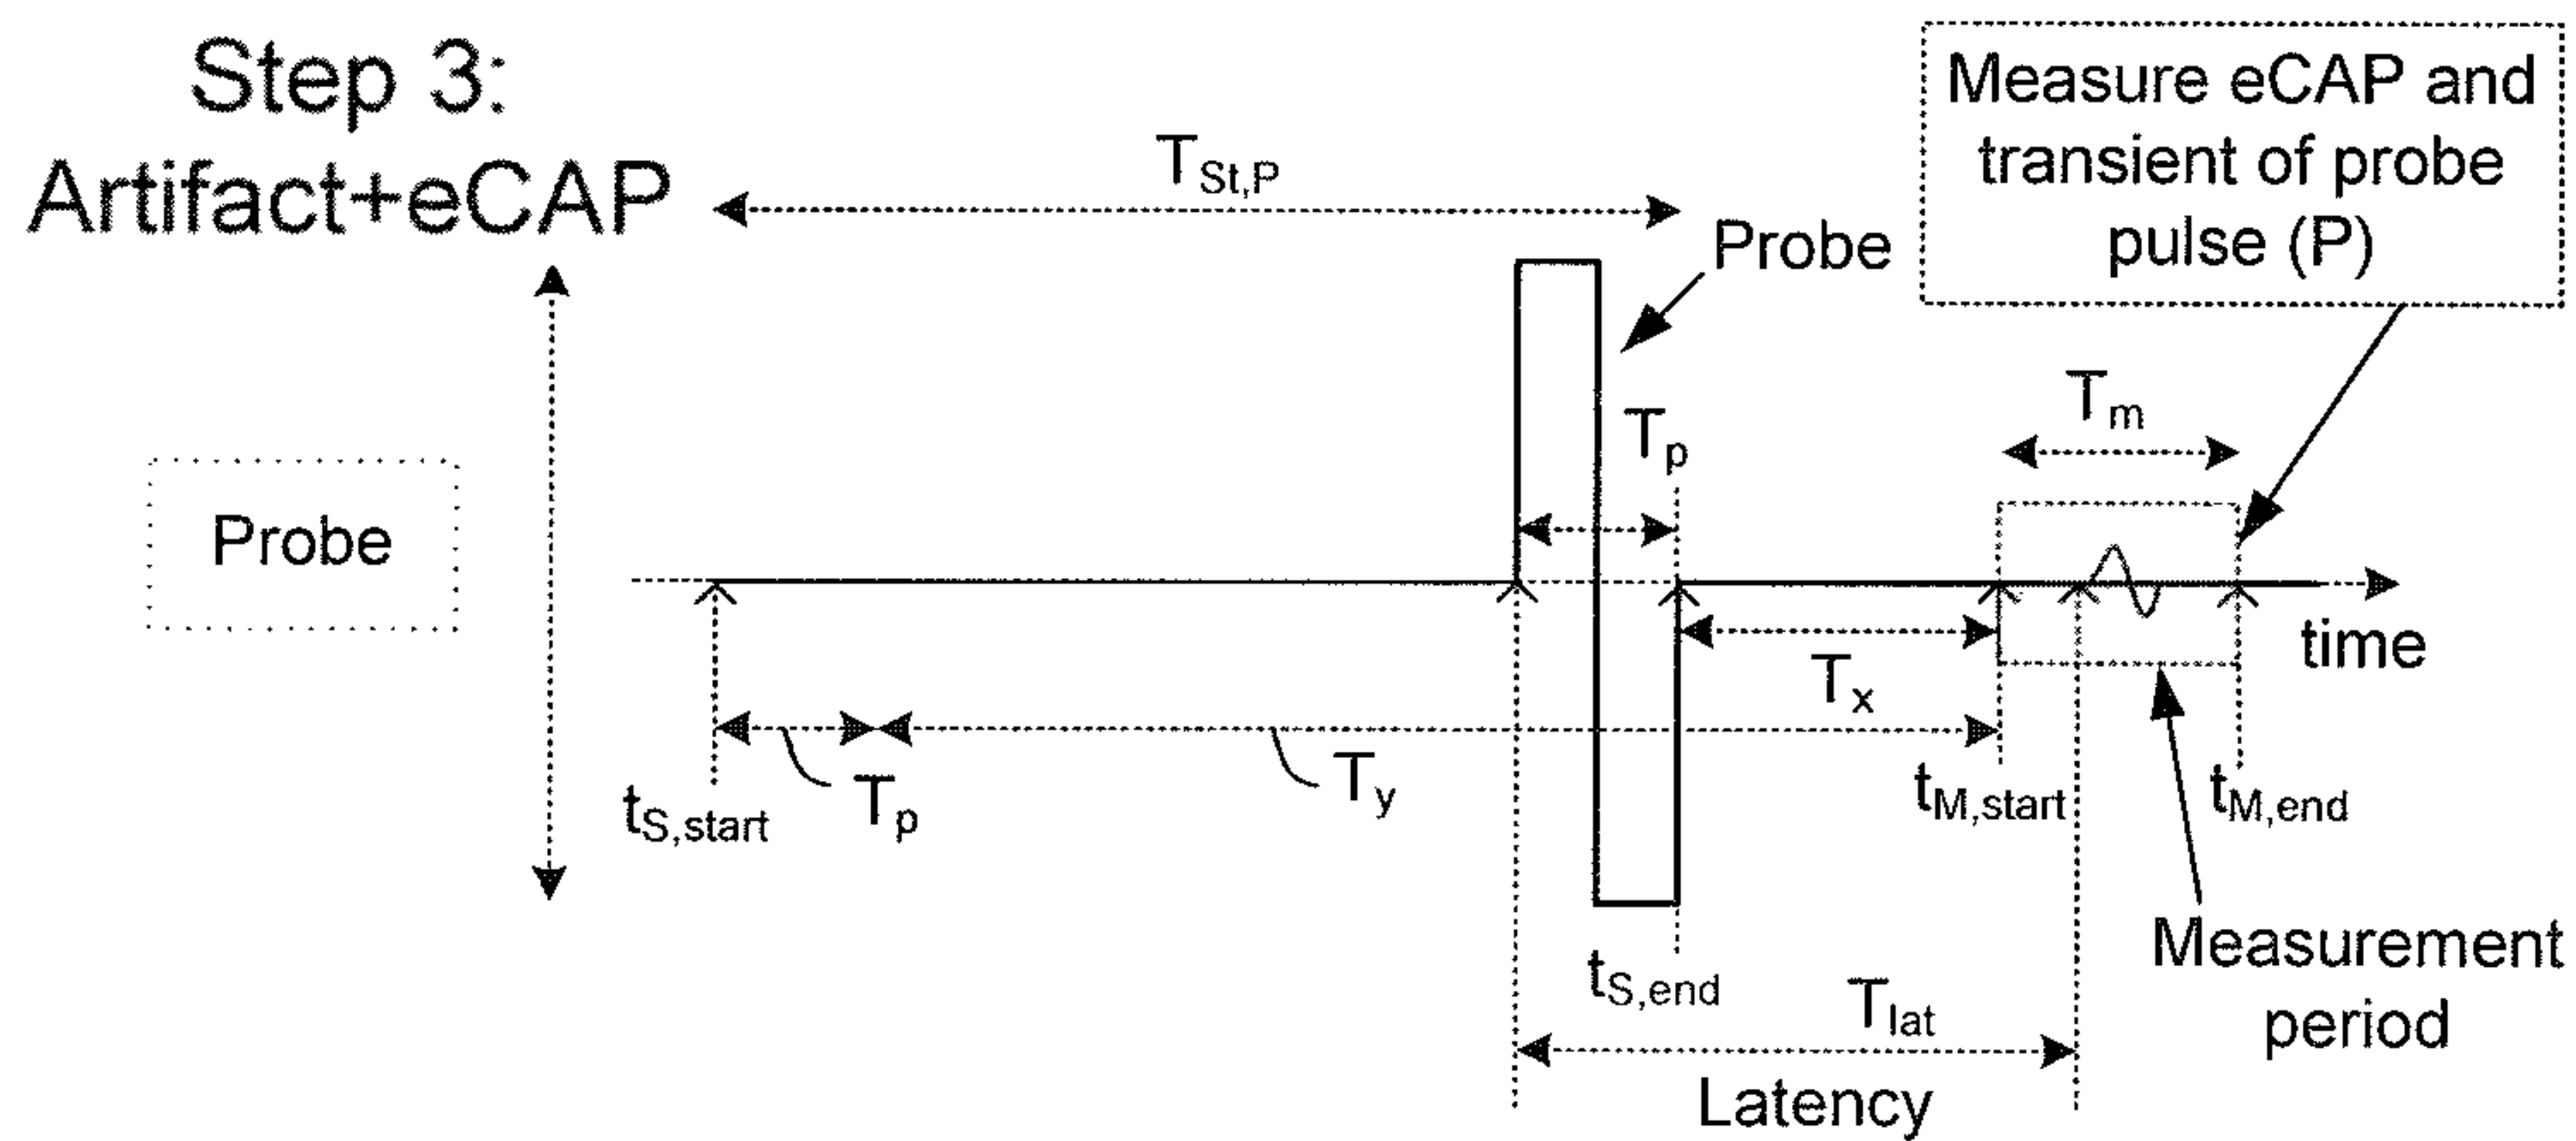 Step 3:
Artifact+eCAP
T_St,P
Probe
Measure eCAP and
transient of probe
pulse (P)
T_p
T_m
Probe
time
T_x
t_S,start
T_p
T_y
t_M,start
t_M,end
t_S,end
T_lat
Latency
Measurement
period